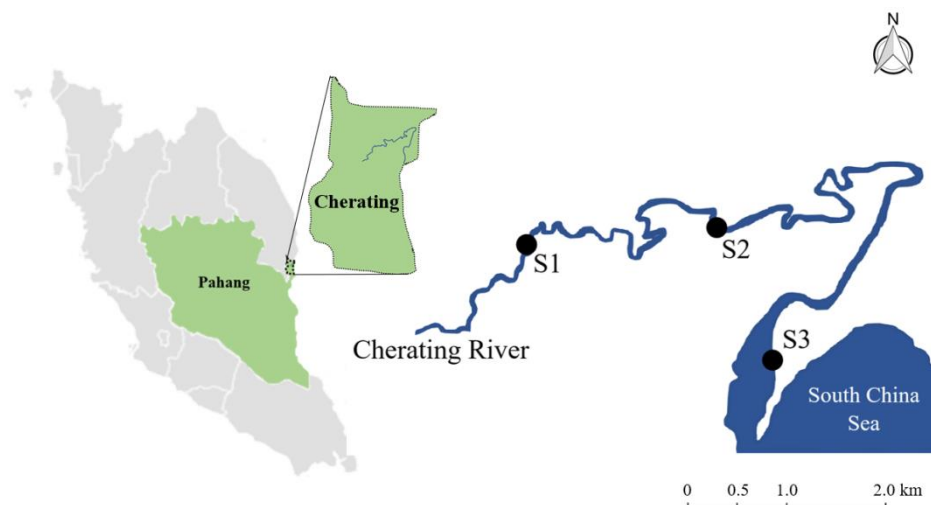 N
Cherating
Pahang
S1
S2
Cherating River
S3
South China
Sea
0 0.5 1.0 2.0 km